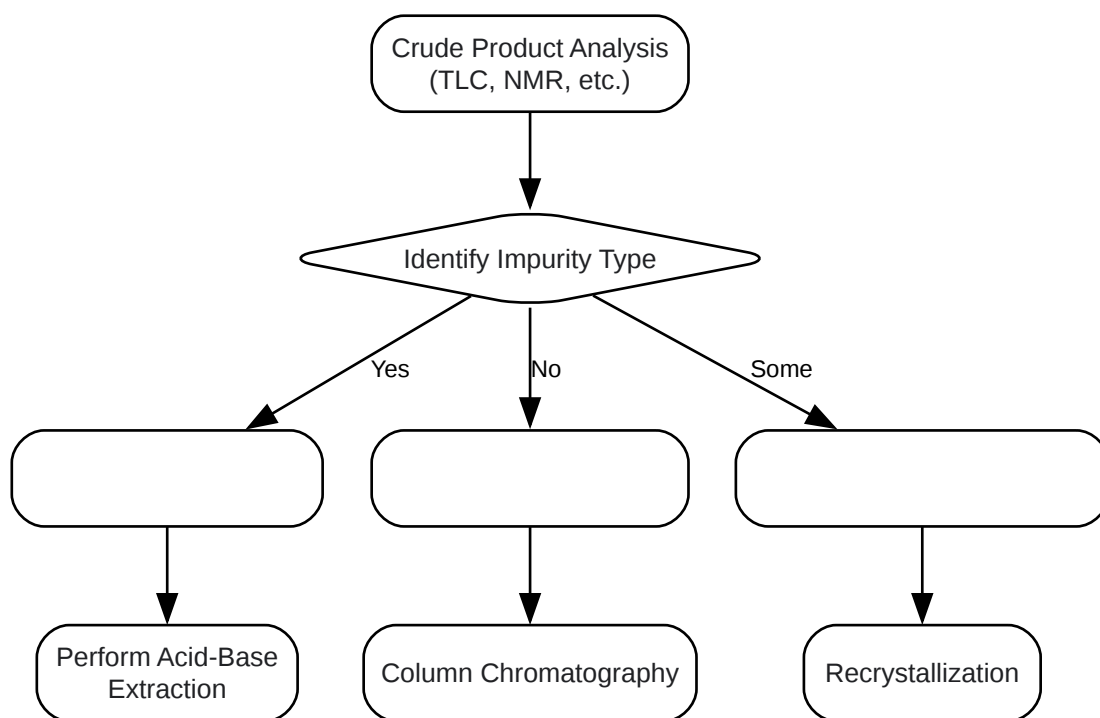 Crude Product Analysis
(TLC, NMR, etc.)
Identify Impurity Type
Yes
No
Some
Perform Acid-Base
Extraction
Column Chromatography
Recrystallization